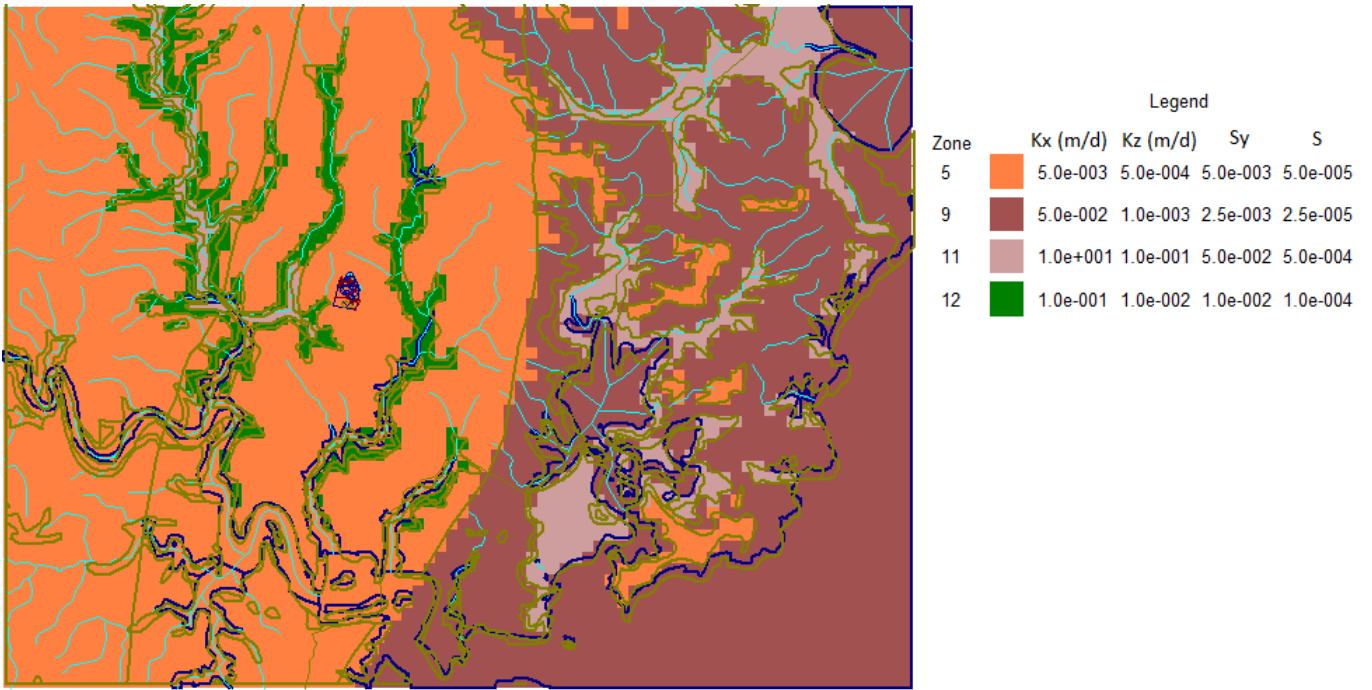 Legend
Zone Kx (m/d) Kz (m/d) Sy S
5 5.0e-003 5.0e-004 5.0e-003 5.0e-005
9 5.0e-002 1.0e-003 2.5e-003 2.5e-005
11 1.0e+001 1.0e-001 5.0e-002 5.0e-004
12 1.0e-001 1.0e-002 1.0e-002 1.0e-004